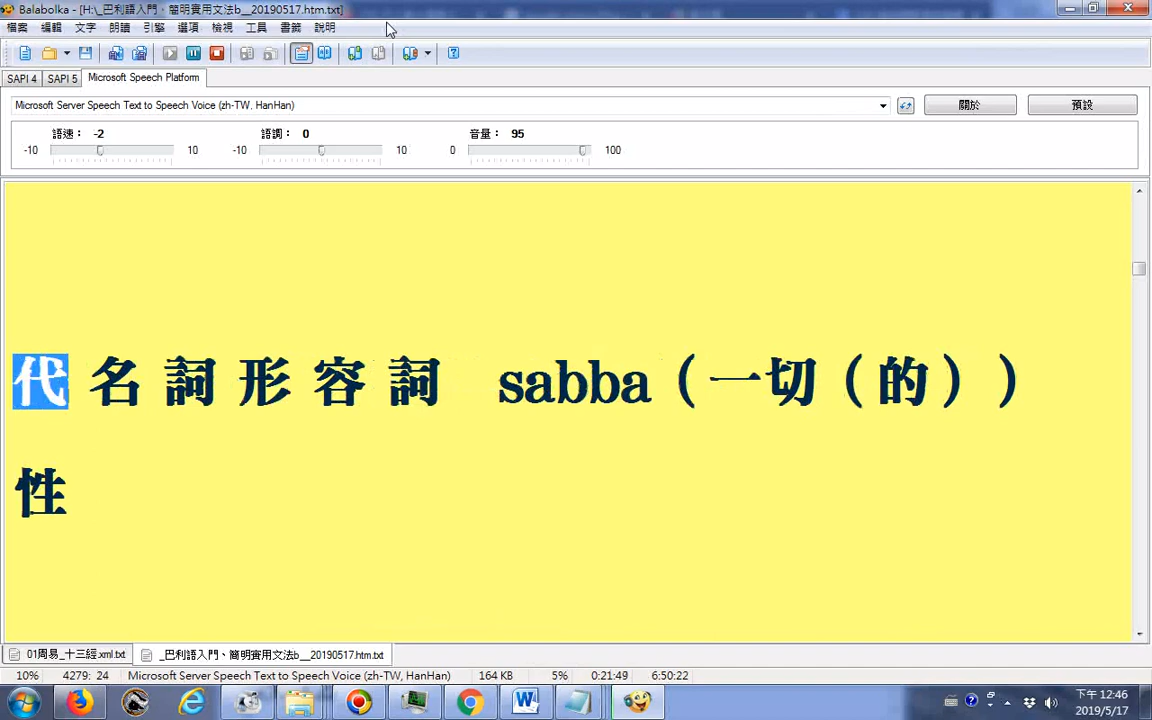 Balabolka - [H:\_巴利語入門、簡明實用文法b__20190517.htm.txt]
檔案 編輯 文字 朗讀 引擎 選項 檢視 工具 書籤 說明
SAPI 4 SAPI 5 Microsoft Speech Platform
Microsoft Server Speech Text to Speech Voice (zh-TW, HanHan) 關於 預設
語速： -2 語調： 0 音量： 95
-10 10 -10 10 0 100
代名詞形容詞 sabba（一切（的））
性
01周易_十三經.xml.txt _巴利語入門、簡明實用文法b__20190517.htm.txt
10% 4279: 24 Microsoft Server Speech Text to Speech Voice (zh-TW, HanHan) 164 KB 5% 0:21:49 6:50:22
下午 12:46
2019/5/17